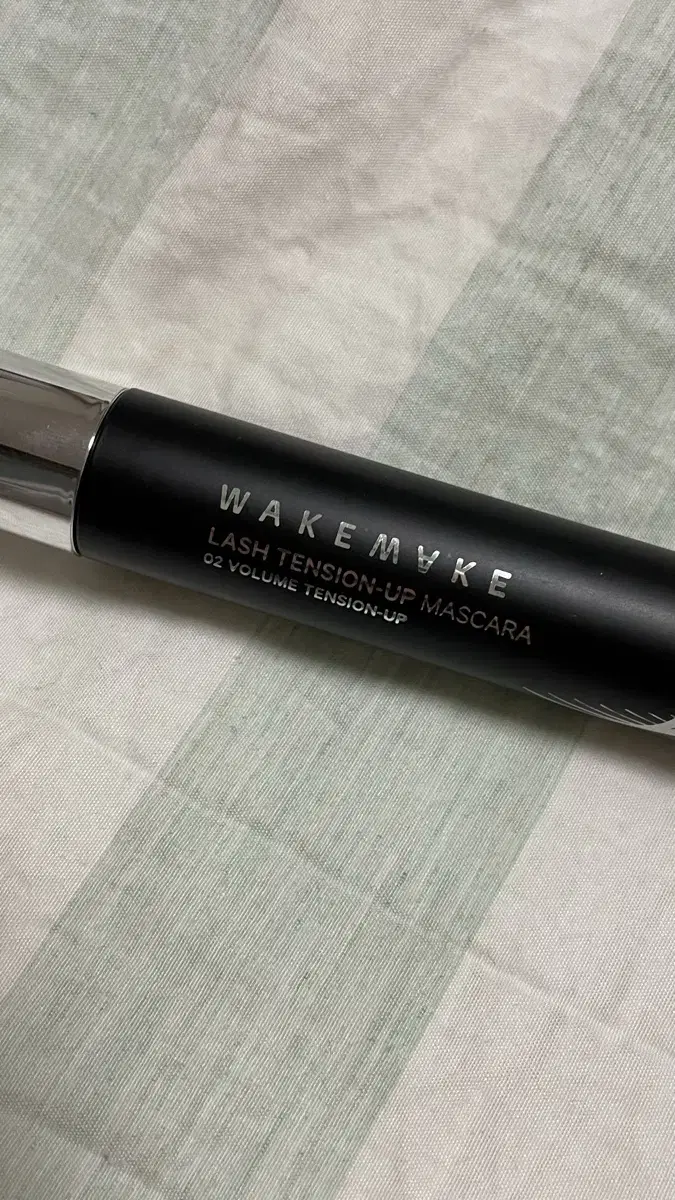 WAKEMAKE
LASH TENSION-UP MASCARA
02 VOLUME TENSION-UP